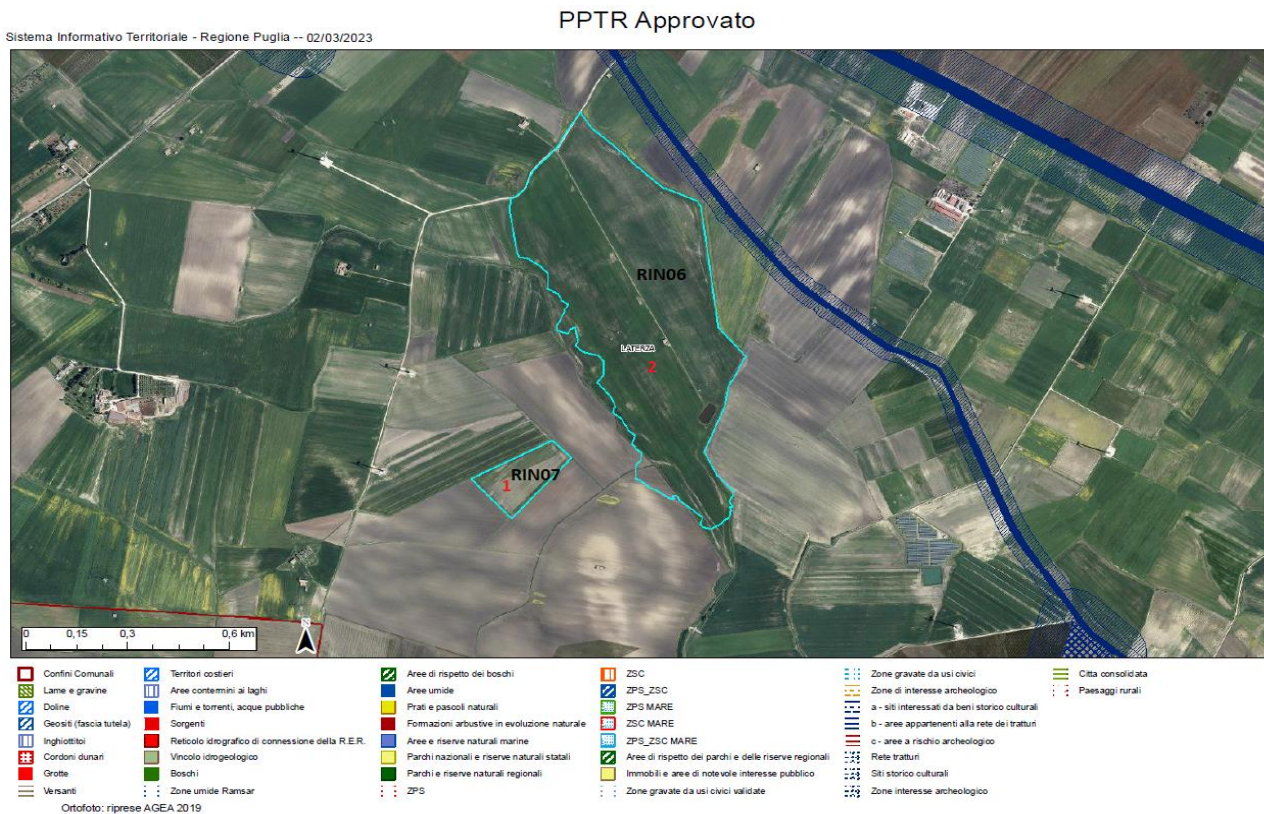 PPTR Approvato
Sistema Informativo Territoriale - Regione Puglia -- 02/03/2023
RIN06
LATERZA
2
RIN07
1
0 0,15 0,3 0,6 km
N
Confini Comunali
Lame e gravine
Doline
Geositi (fascia tutela)
Inghiottitoi
Cordoni dunari
Grotte
Versanti
Territori costieri
Aree contermini ai laghi
Fiumi e torrenti, acque pubbliche
Sorgenti
Reticolo idrografico di connessione della R.E.R.
Vincolo idrogeologico
Boschi
Zone umide Ramsar
Aree di rispetto dei boschi
Aree umide
Prati e pascoli naturali
Formazioni arbustive in evoluzione naturale
Aree e riserve naturali marine
Parchi nazionali e riserve naturali statali
Parchi e riserve naturali regionali
ZPS
ZSC
ZPS_ZSC
ZPS MARE
ZSC MARE
ZPS_ZSC MARE
Aree di rispetto dei parchi e delle riserve regionali
Immobili e aree di notevole interesse pubblico
Zone gravate da usi civici validate
Zone gravate da usi civici
Zone di interesse archeologico
a - siti interessati da beni storico culturali
b - aree appartenenti alla rete dei tratturi
c - aree a rischio archeologico
Rete tratturi
Siti storico culturali
Zone interesse archeologico
Citta consolidata
Paesaggi rurali
Ortofoto: riprese AGEA 2019